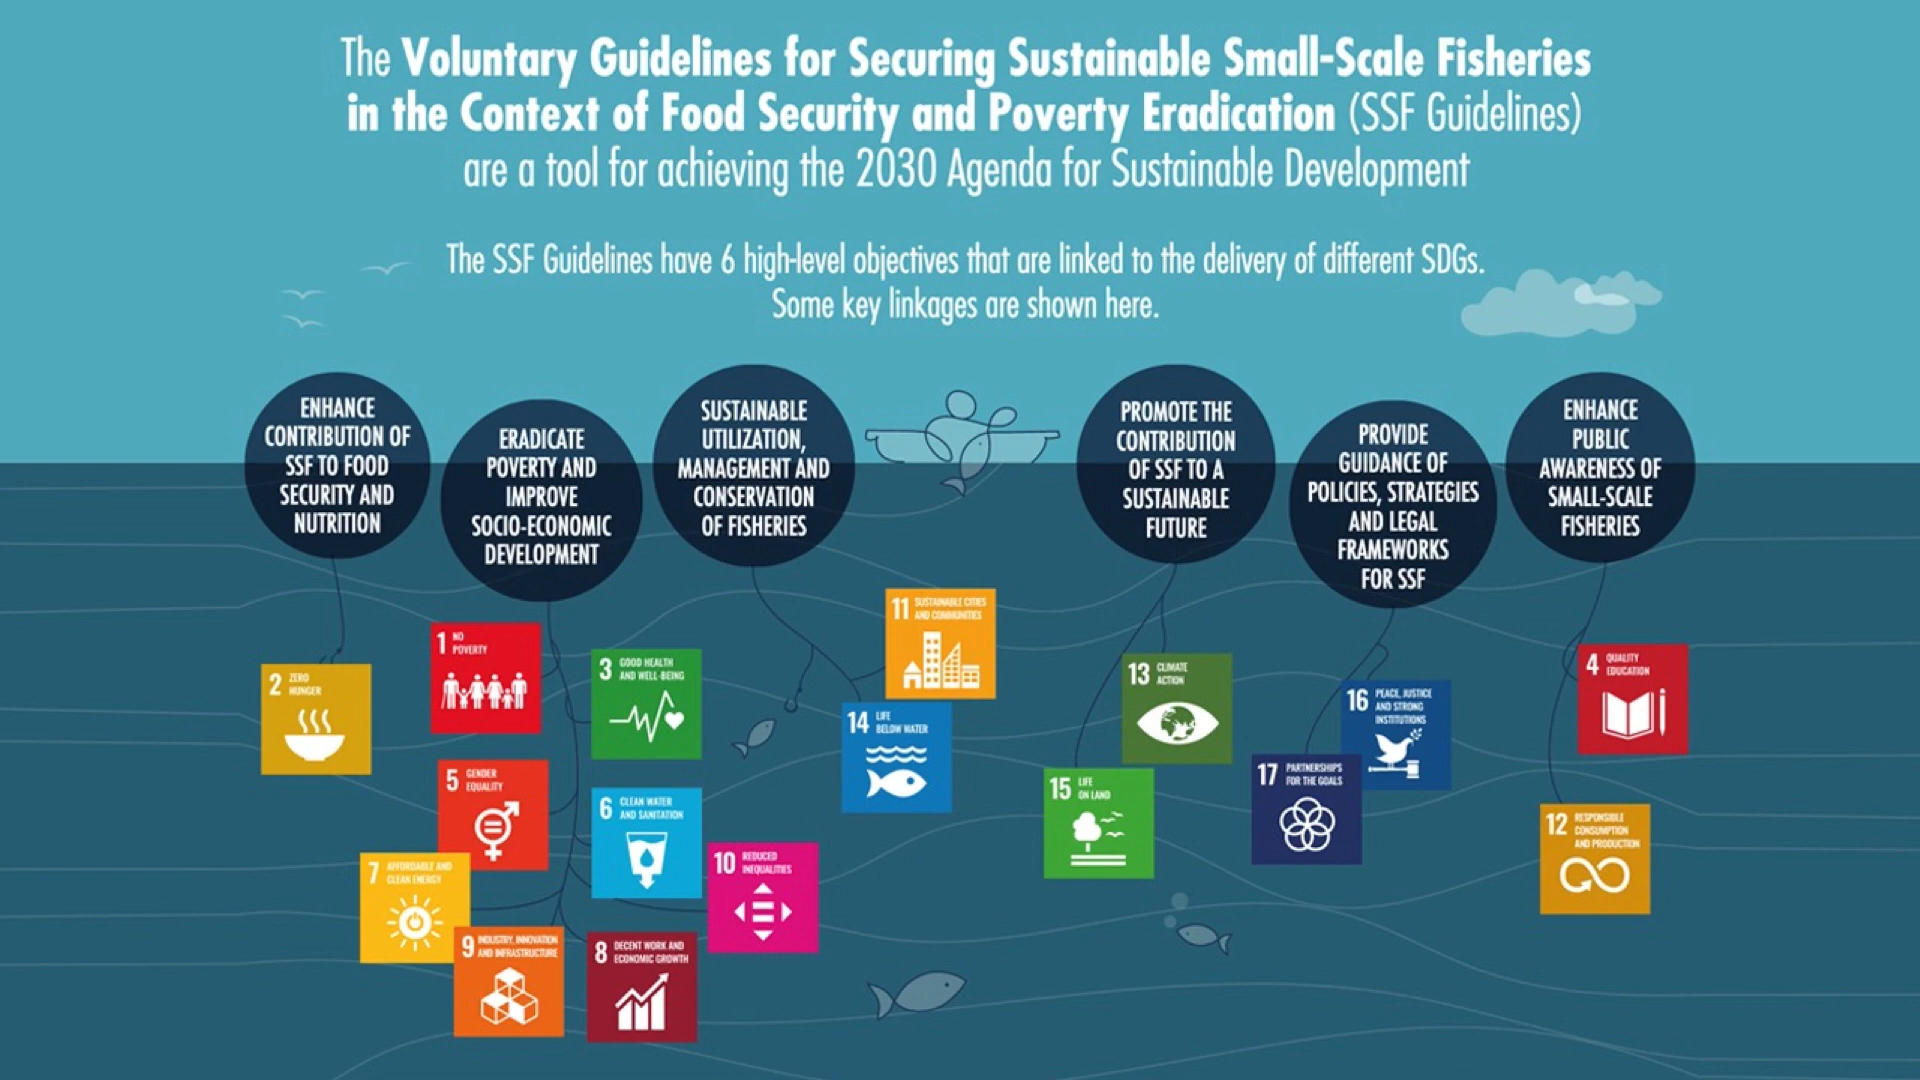 The Voluntary Guidelines for Securing Sustainable Small-Scale Fisheries
in the Context of Food Security and Poverty Eradication (SSF Guidelines)
are a tool for achieving the 2030 Agenda for Sustainable Development
The SSF Guidelines have 6 high-level objectives that are linked to the delivery of different SDGs.
Some key linkages are shown here.
ENHANCE
CONTRIBUTION OF
SSF TO FOOD
SECURITY AND
NUTRITION
ERADICATE
POVERTY AND
IMPROVE
SOCIO-ECONOMIC
DEVELOPMENT
SUSTAINABLE
UTILIZATION,
MANAGEMENT AND
CONSERVATION
OF FISHERIES
PROMOTE THE
CONTRIBUTION
OF SSF TO A
SUSTAINABLE
FUTURE
PROVIDE
GUIDANCE OF
POLICIES, STRATEGIES
AND LEGAL
FRAMEWORKS
FOR SSF
ENHANCE
PUBLIC
AWARENESS OF
SMALL-SCALE
FISHERIES
2 ZERO
HUNGER
1 NO
POVERTY
3 GOOD HEALTH
AND WELL-BEING
5 GENDER
EQUALITY
6 CLEAN WATER
AND SANITATION
7 AFFORDABLE AND
CLEAN ENERGY
10 REDUCED
INEQUALITIES
9 INDUSTRY, INNOVATION
AND INFRASTRUCTURE
8 DECENT WORK AND
ECONOMIC GROWTH
11 SUSTAINABLE CITIES
AND COMMUNITIES
14 LIFE
BELOW WATER
13 CLIMATE
ACTION
15 LIFE
ON LAND
16 PEACE, JUSTICE
AND STRONG
INSTITUTIONS
17 PARTNERSHIPS
FOR THE GOALS
4 QUALITY
EDUCATION
12 RESPONSIBLE
CONSUMPTION
AND PRODUCTION